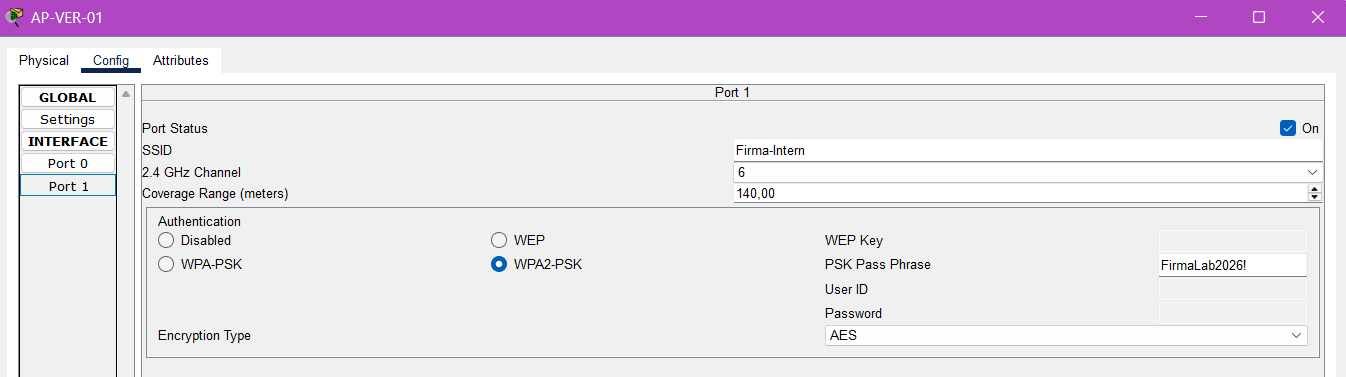 AP-VER-01
Physical Config Attributes
GLOBAL
Settings
INTERFACE
Port 0
Port 1
Port 1
Port Status On
SSID Firma-Intern
2.4 GHz Channel 6
Coverage Range (meters) 140,00
Authentication
Disabled WEP WEP Key
WPA-PSK WPA2-PSK PSK Pass Phrase FirmaLab2026!
User ID
Password
Encryption Type AES